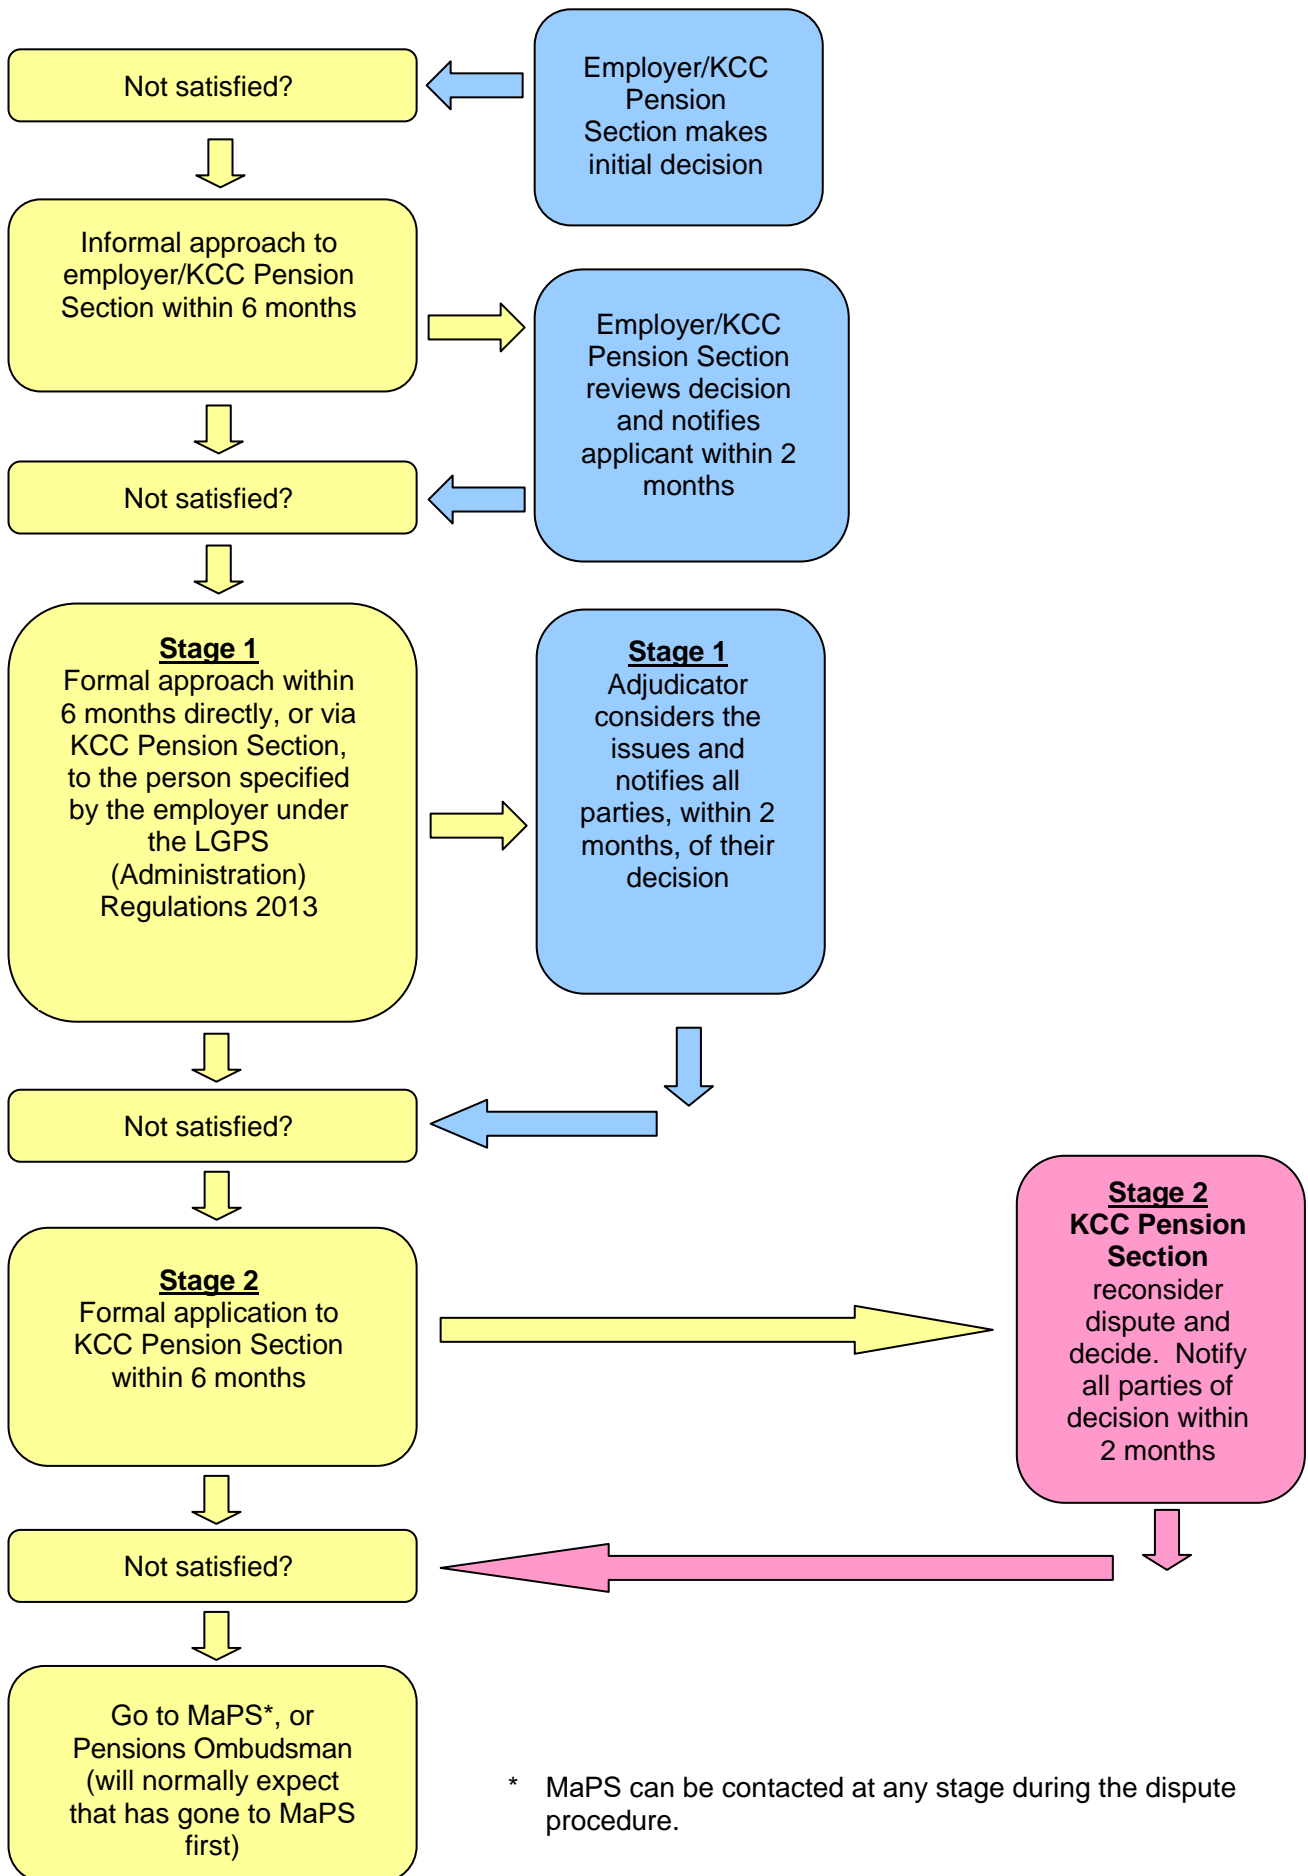 Not satisfied?
Employer/KCC
Pension
Section makes
initial decision
Informal approach to
employer/KCC Pension
Section within 6 months
Employer/KCC
Pension Section
reviews decision
and notifies
applicant within 2
months
Not satisfied?
Stage 1
Formal approach within
6 months directly, or via
KCC Pension Section,
to the person specified
by the employer under
the LGPS
(Administration)
Regulations 2013
Stage 1
Adjudicator
considers the
issues and
notifies all
parties, within 2
months, of their
decision
Not satisfied?
Stage 2
Formal application to
KCC Pension Section
within 6 months
Stage 2
KCC Pension
Section
reconsider
dispute and
decide.  Notify
all parties of
decision within
2 months
Not satisfied?
Go to MaPS*, or
Pensions Ombudsman
(will normally expect
that has gone to MaPS
first)
* MaPS can be contacted at any stage during the dispute
procedure.